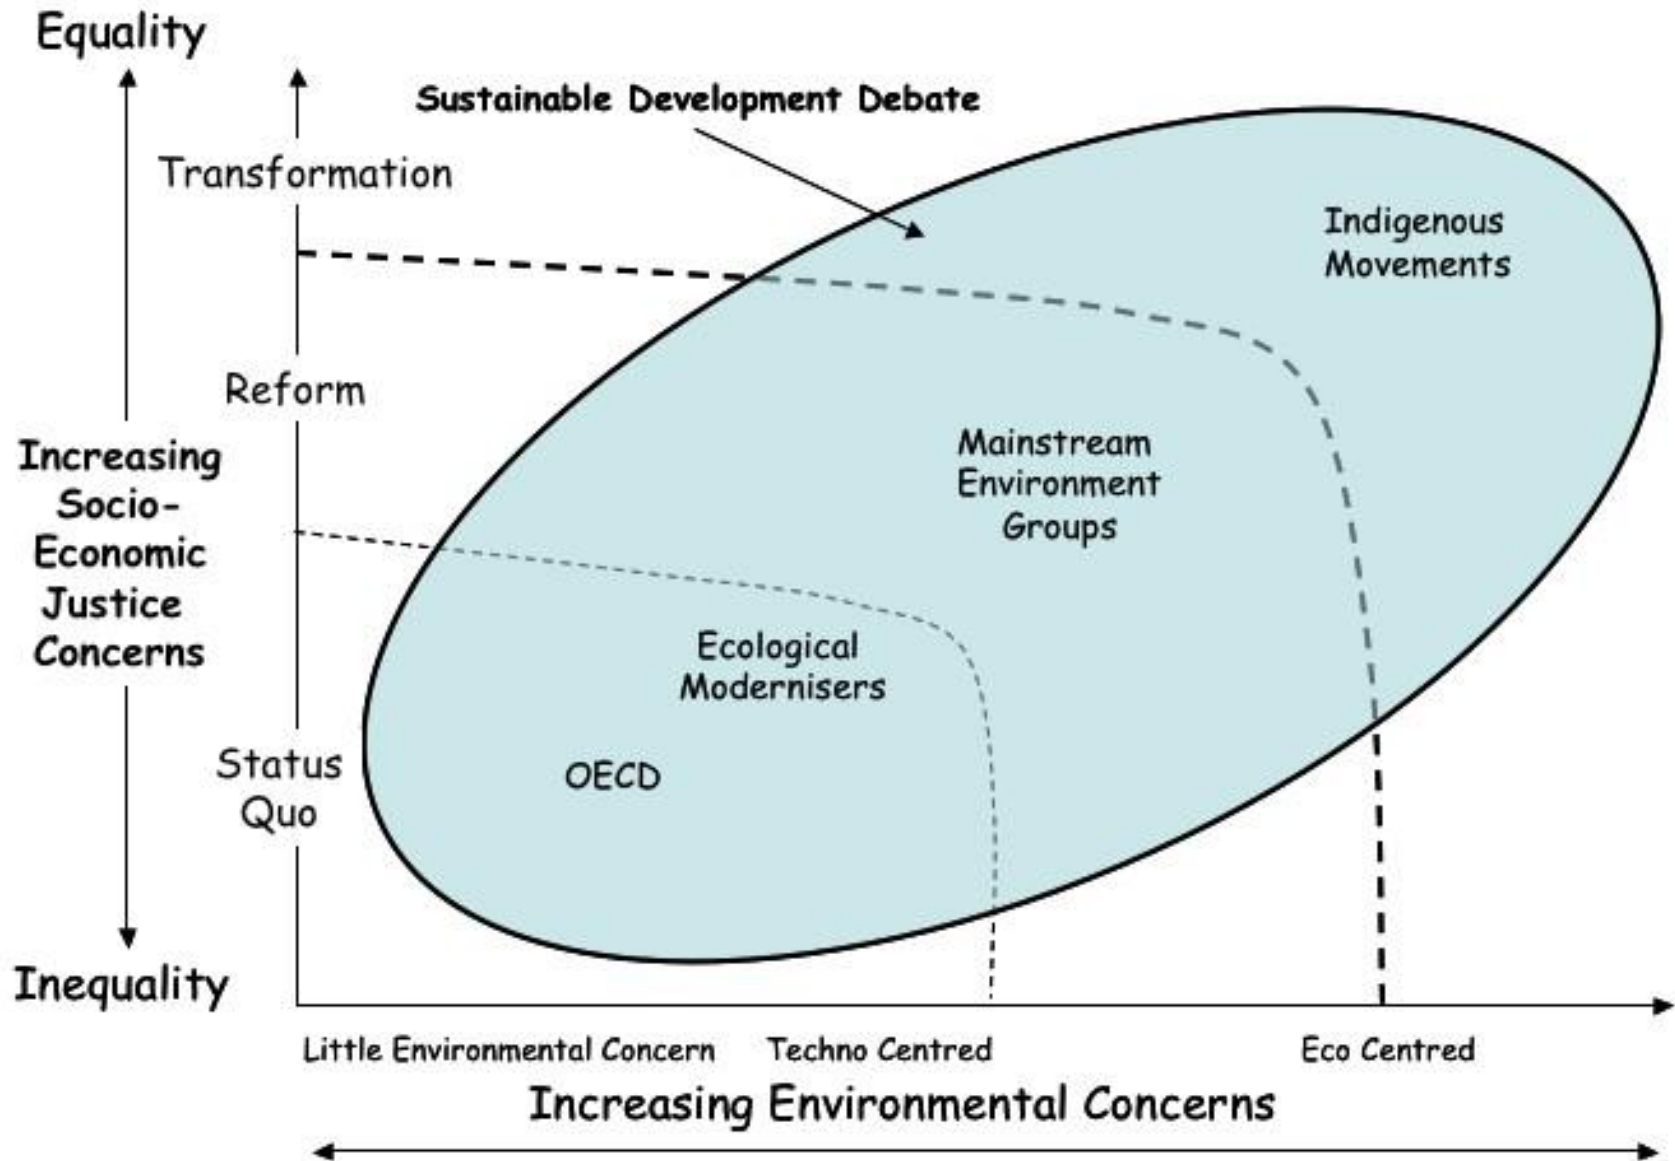 Equality
Sustainable Development Debate
Transformation
Indigenous
Movements
Reform
Mainstream
Environment
Groups
Increasing
Socio-
Economic
Justice
Concerns
Ecological
Modernisers
Status
Quo
OECD
Inequality
Little Environmental Concern
Techno Centred
Eco Centred
Increasing Environmental Concerns